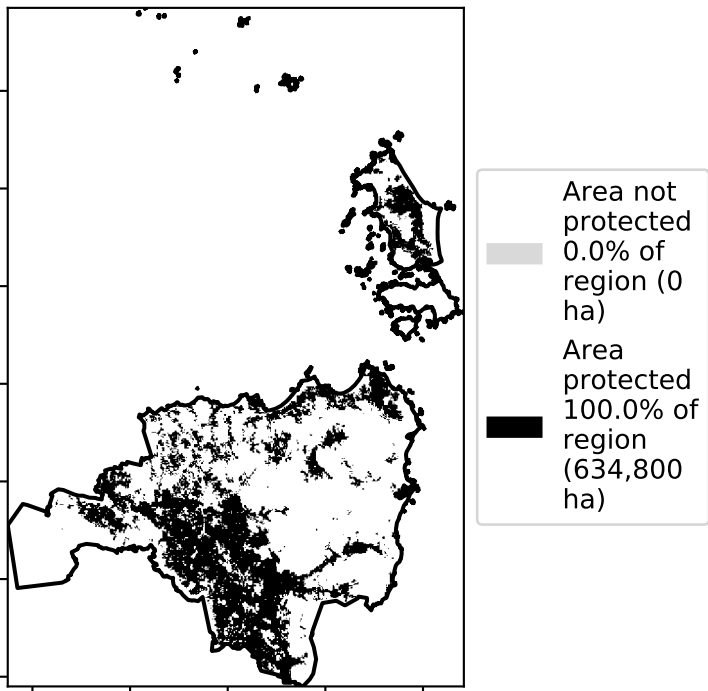 Area not
protected
0.0% of
region (0
ha)
Area
protected
100.0% of
region
(634,800
ha)